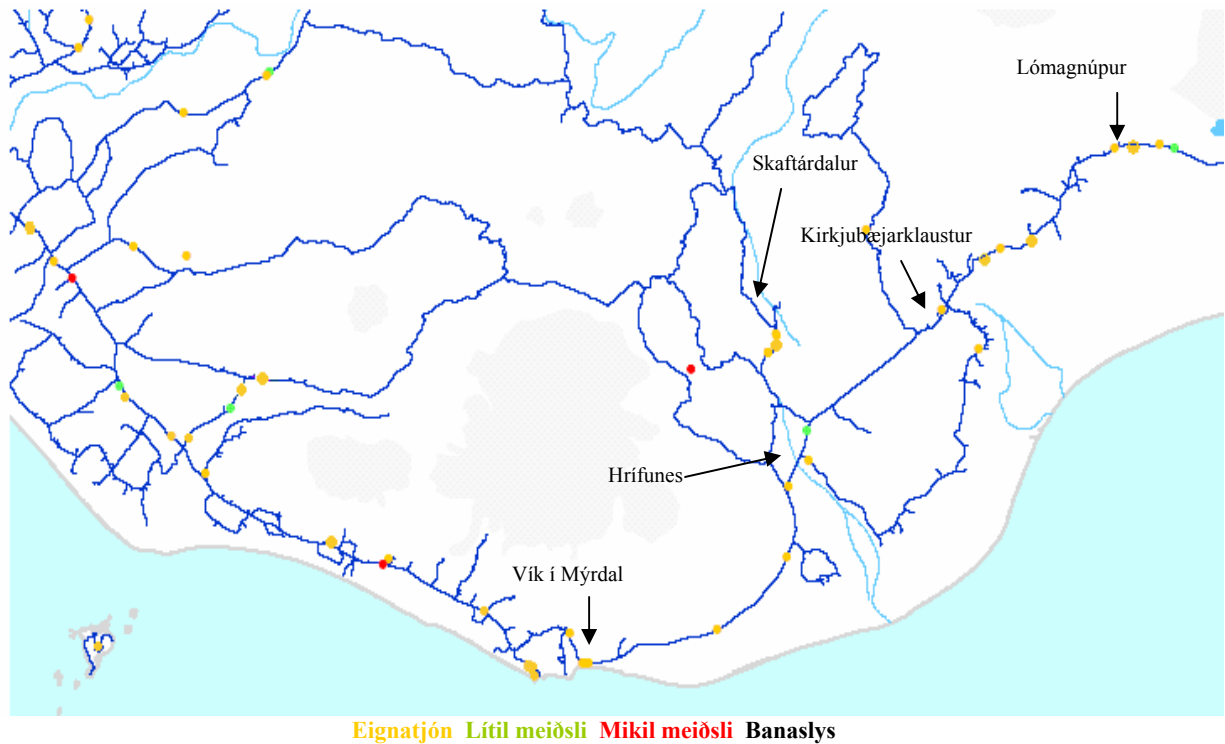 Lómagnúpur
Skaftárdalur
Kirkjubæjarklaustur
Hrífunes
Vík í Mýrdal
Eignatjón Lítil meiðsli Mikil meiðsli Banaslys